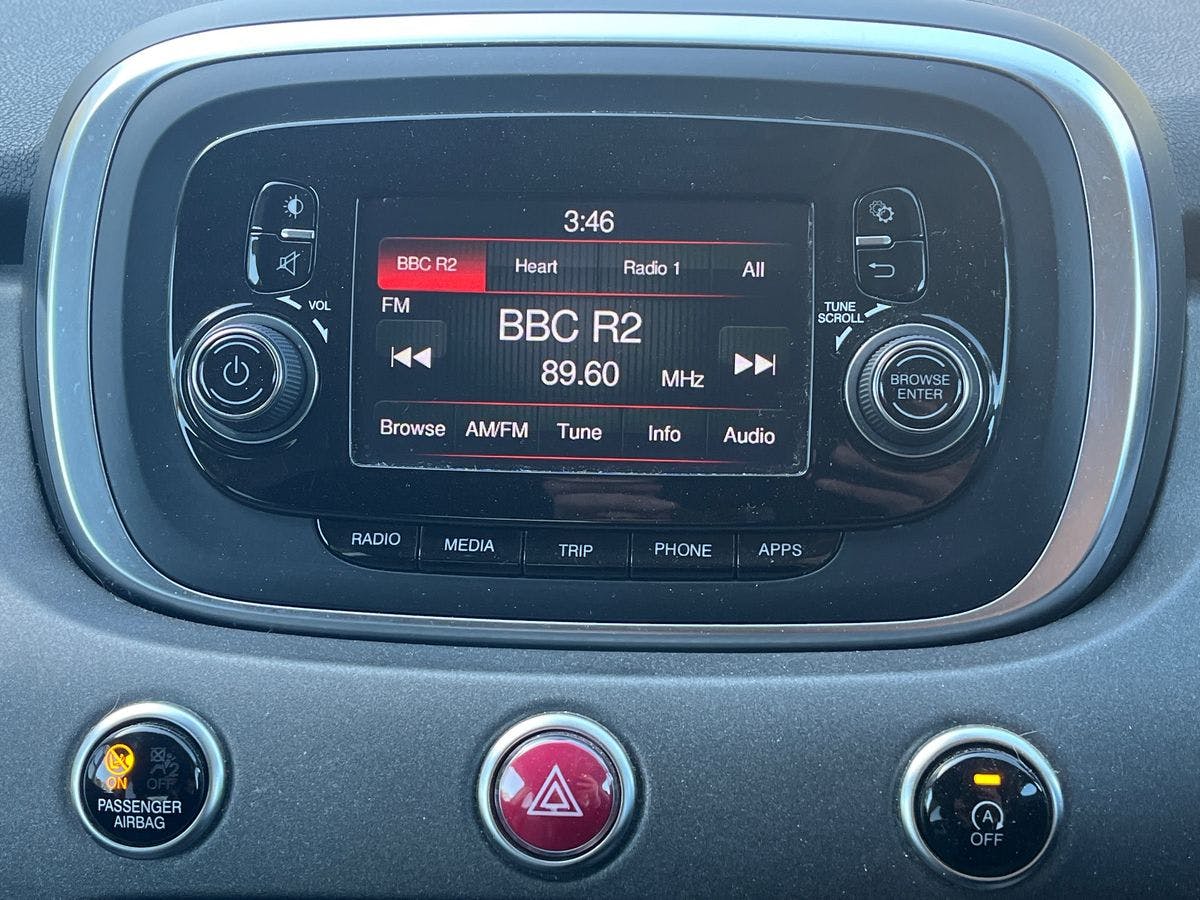 3:46
BBC R2 Heart Radio 1 All
FM
VOL
TUNE
SCROLL
BBC R2
89.60 MHz
BROWSE
ENTER
Browse AM/FM Tune Info Audio
RADIO MEDIA TRIP PHONE APPS
ON OFF
PASSENGER
AIRBAG
A
OFF